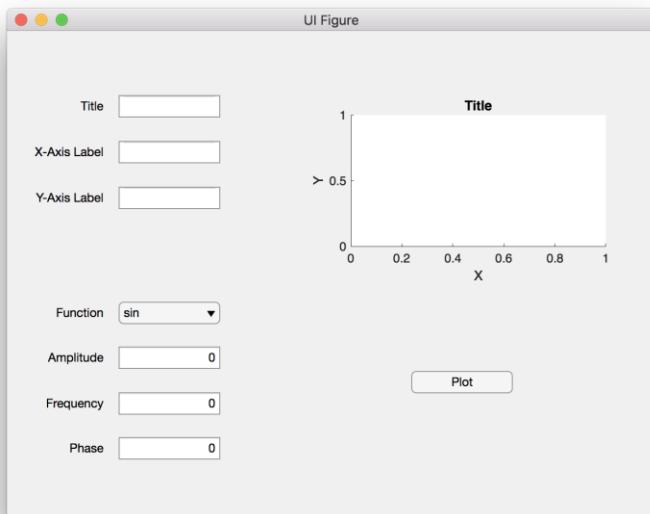 UI Figure
Title
X-Axis Label
Y-Axis Label
Function sin
Amplitude 0
Frequency 0
Phase 0
Title
1
0.5
0
Y
0 0.2 0.4 0.6 0.8 1
X
Plot